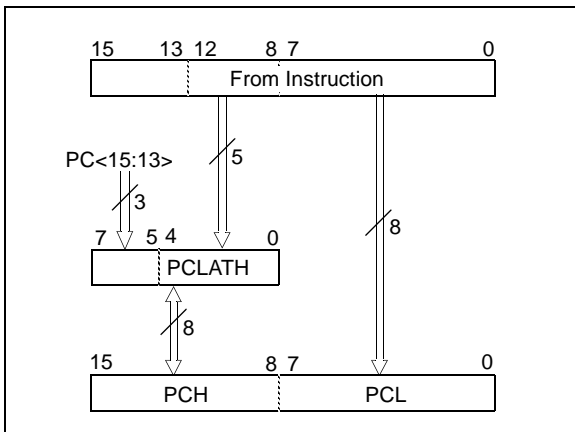 15 13 12 8 7 0
From Instruction
5
PC<15:13>
3
8
7 5 4 0
PCLATH
8
15 8 7 0
PCH PCL